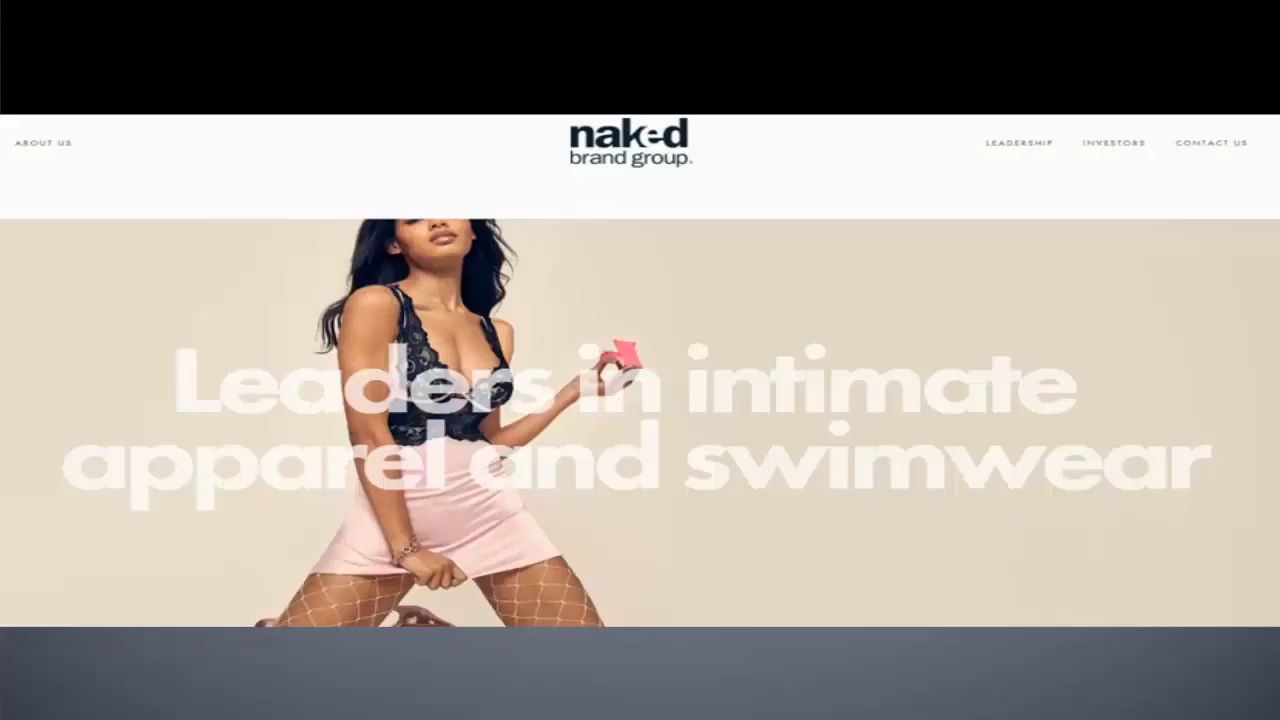 ABOUT US
naked
brand group.
LEADERSHIP INVESTORS CONTACT US
Leaders in intimate
apparel and swimwear